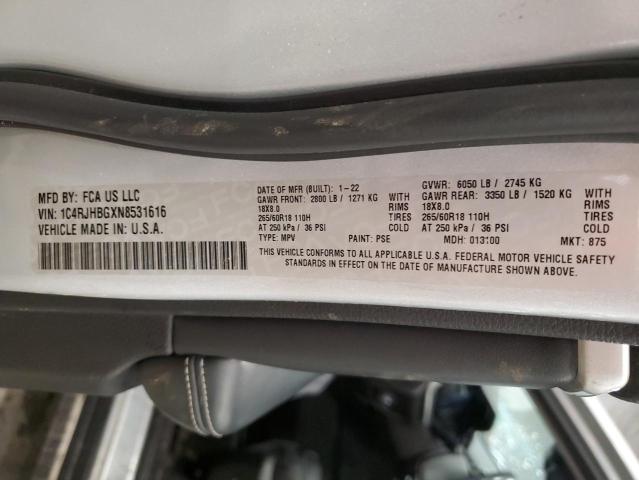 MFD BY: FCA US LLC
VIN: 1C4RJHBGXN8531616
VEHICLE MADE IN: U.S.A.
DATE OF MFR (BUILT): 1-22
GAWR FRONT: 2800 LB / 1271 KG WITH
18X8.0 RIMS
265/60R18 110H TIRES
AT 250 kPa / 36 PSI COLD
TYPE: MPV PAINT: PSE
GVWR: 6050 LB / 2745 KG
GAWR REAR: 3350 LB / 1520 KG WITH
18X8.0 RIMS
265/60R18 110H TIRES
AT 250 kPa / 36 PSI COLD
MDH: 013100 MKT: 875
THIS VEHICLE CONFORMS TO ALL APPLICABLE U.S.A. FEDERAL MOTOR VEHICLE SAFETY
STANDARDS IN EFFECT ON THE DATE OF MANUFACTURE SHOWN ABOVE.